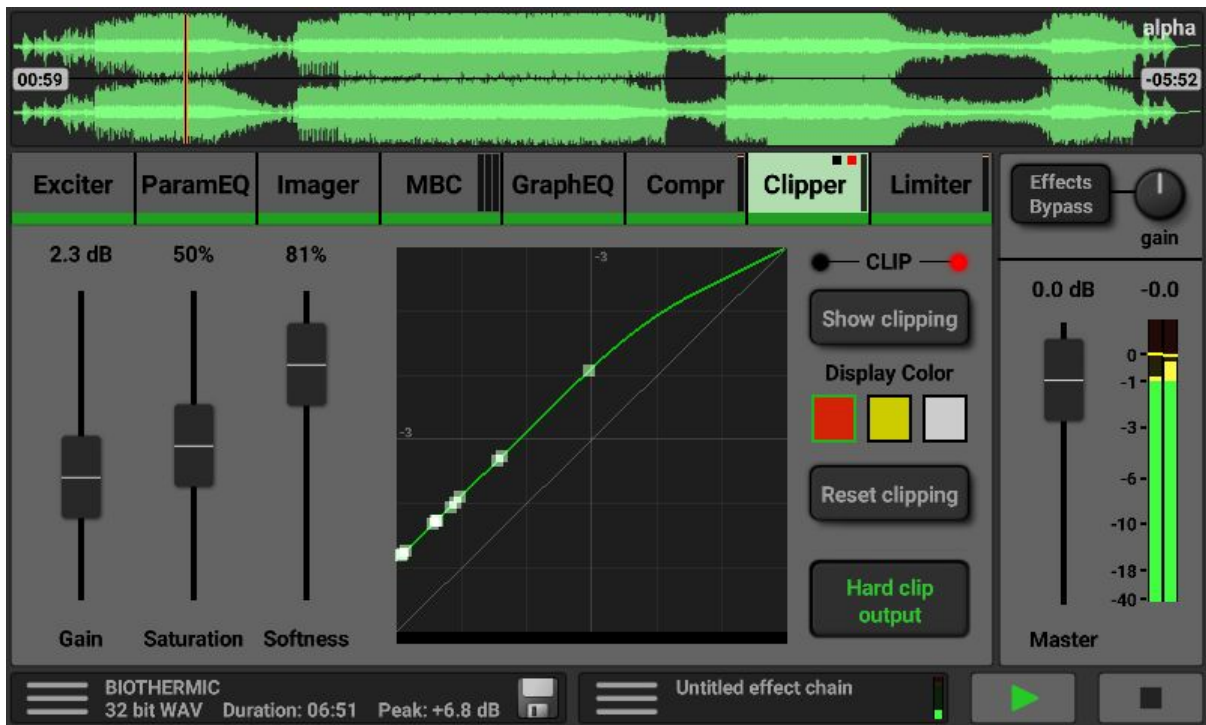 alpha
00:59
-05:52
Exciter
ParamEQ
Imager
MBC
GraphEQ
Compr
Clipper
Limiter
Effects
Bypass
gain
2.3 dB
50%
81%
-3
-3
CLIP
Show clipping
Display Color
Reset clipping
Hard clip
output
Gain
Saturation
Softness
0.0 dB
-0.0
0
-1
-3
-6
-10
-18
-40
Master
BIOTHERMIC
32 bit WAV Duration: 06:51 Peak: +6.8 dB
Untitled effect chain